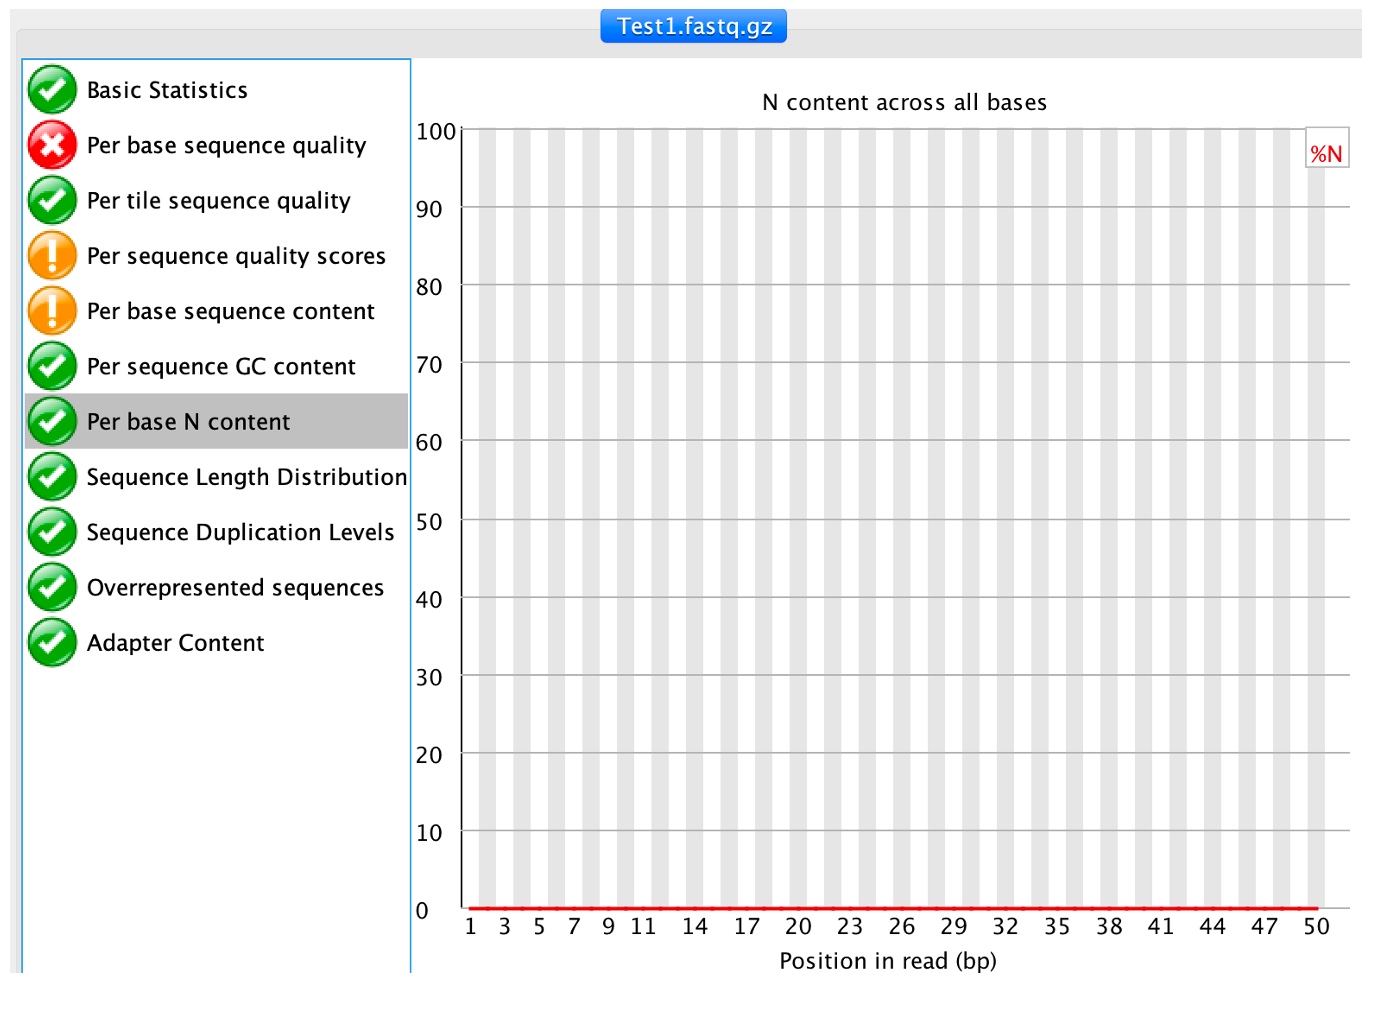 Test1.fastq.gz
Basic Statistics
Per base sequence quality
Per tile sequence quality
Per sequence quality scores
Per base sequence content
Per sequence GC content
Per base N content
Sequence Length Distribution
Sequence Duplication Levels
Overrepresented sequences
Adapter Content
N content across all bases
%N
100
90
80
70
60
50
40
30
20
10
0
1 3 5 7 9 11 14 17 20 23 26 29 32 35 38 41 44 47 50
Position in read (bp)